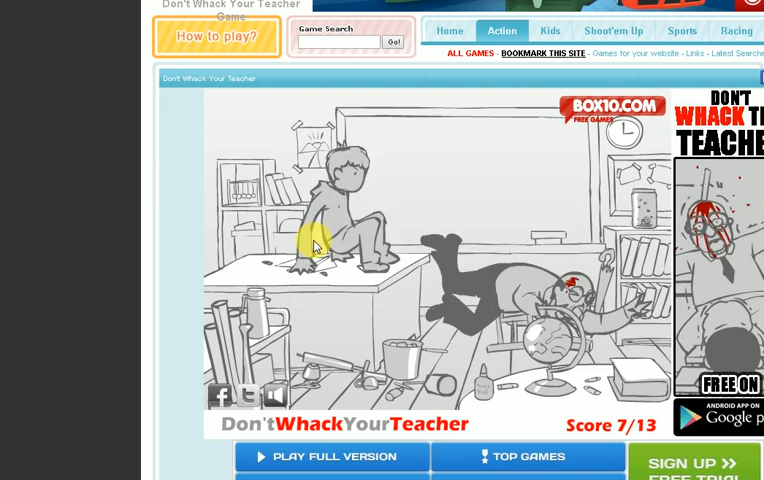 Don't Whack Your Teacher
Game
How to play?
Game Search
Go!
Home Action Kids Shoot'em Up Sports Racing
ALL GAMES - BOOKMARK THIS SITE - Games for your website - Links - Latest Searche
Don't Whack Your Teacher
BOX10.COM
FREE GAMES
DON'T
WHACK
TEACHE
FREE ON
ANDROID APP ON
Google p
Don'tWhackYourTeacher
Score 7/13
PLAY FULL VERSION
TOP GAMES
SIGN UP >>
FREE TRIAL